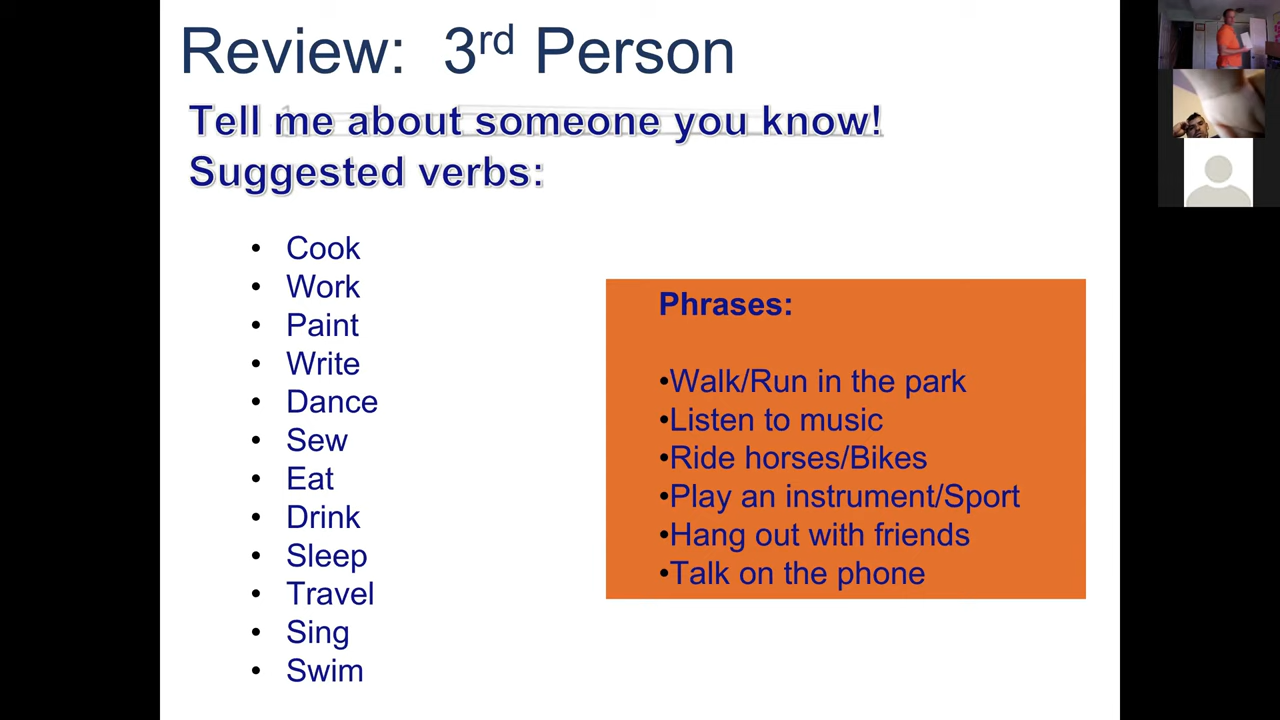 Review: 3rd Person
Tell me about someone you know!
Suggested verbs:
• Cook
• Work
• Paint
• Write
• Dance
• Sew
• Eat
• Drink
• Sleep
• Travel
• Sing
• Swim
Phrases:
•Walk/Run in the park
•Listen to music
•Ride horses/Bikes
•Play an instrument/Sport
•Hang out with friends
•Talk on the phone